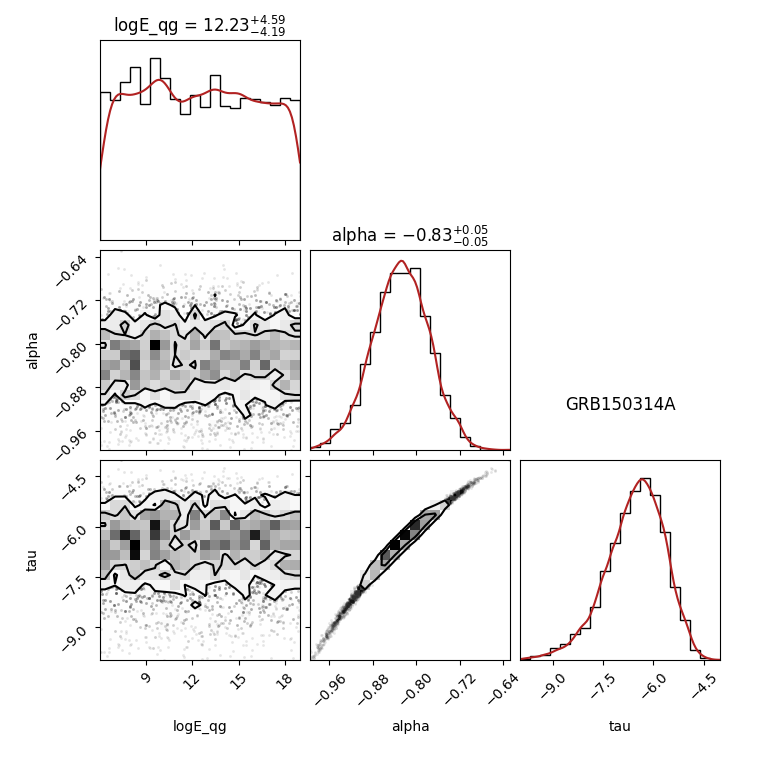 logE_qg = 12.23^{+4.59}_{−4.19}
alpha = −0.83^{+0.05}_{−0.05}
−0.64
−0.72
−0.80
−0.88
−0.96
alpha
GRB150314A
−4.5
−6.0
−7.5
−9.0
tau
9 12 15 18
−0.96 −0.88 −0.80 −0.72 −0.64
−9.0 −7.5 −6.0 −4.5
logE_qg alpha tau